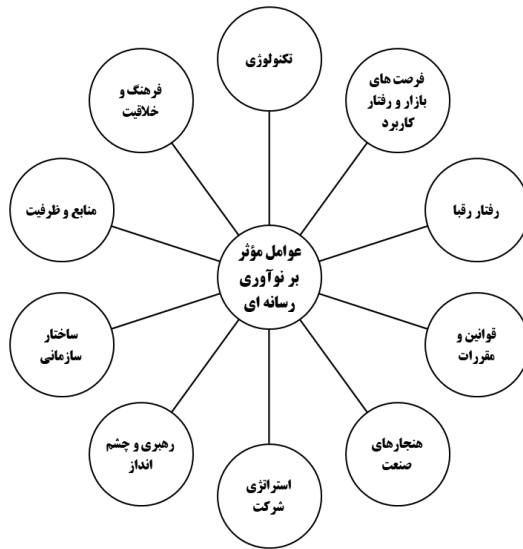 تکنولوژی
فرصت های
بازار و رفتار
کاربرد
رفتار رقبا
قوانین و
مقررات
هنجارهای
صنعت
استراتژی
شرکت
رهبری و چشم
انداز
ساختار
سازمانی
منابع و ظرفیت
فرهنگ و
خلاقیت
عوامل مؤثر
بر نوآوری
رسانه ای